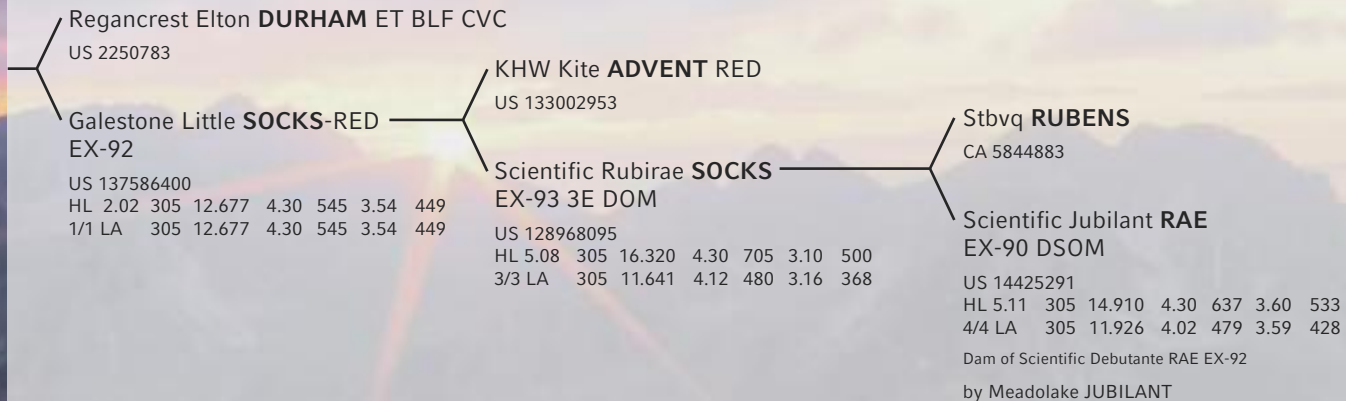 Regancrest Elton DURHAM ET BLF CVC
US 2250783
Galestone Little SOCKS-RED
EX-92
US 137586400
HL 2.02 305 12.677 4.30 545 3.54 449
1/1 LA 305 12.677 4.30 545 3.54 449
KHW Kite ADVENT RED
US 133002953
Scientific Rubirae SOCKS
EX-93 3E DOM
US 128968095
HL 5.08 305 16.320 4.30 705 3.10 500
3/3 LA 305 11.641 4.12 480 3.16 368
Stbvq RUBENS
CA 5844883
Scientific Jubilant RAE
EX-90 DSOM
US 14425291
HL 5.11 305 14.910 4.30 637 3.60 533
4/4 LA 305 11.926 4.02 479 3.59 428
Dam of Scientific Debutante RAE EX-92
by Meadolake JUBILANT